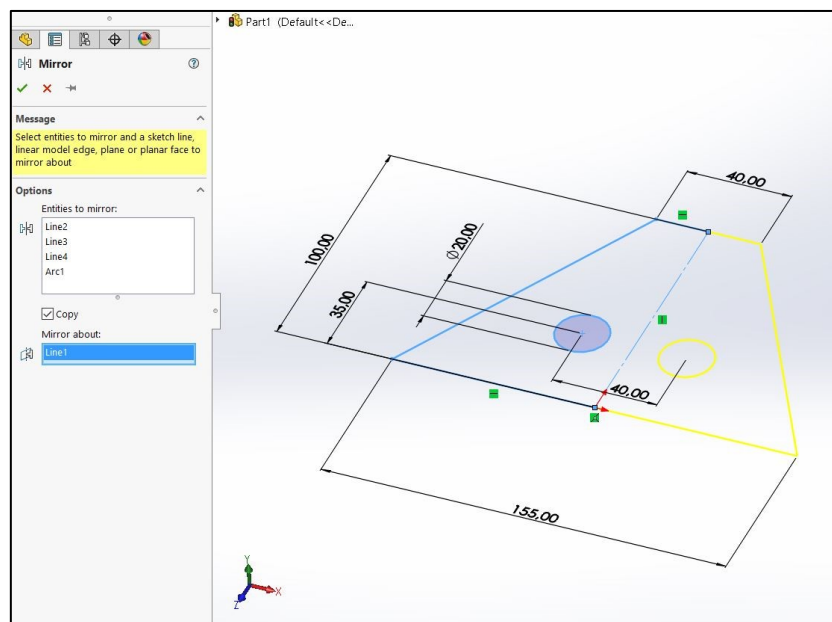 Part1 (Default<<De...
Mirror
Message
Select entities to mirror and a sketch line,
linear model edge, plane or planar face to
mirror about
Options
Entities to mirror:
Line2
Line3
Line4
Arc1
Copy
Mirror about:
Line1
40,00
100,00
Ø20,00
35,00
40,00
155,00
Y
X
Z